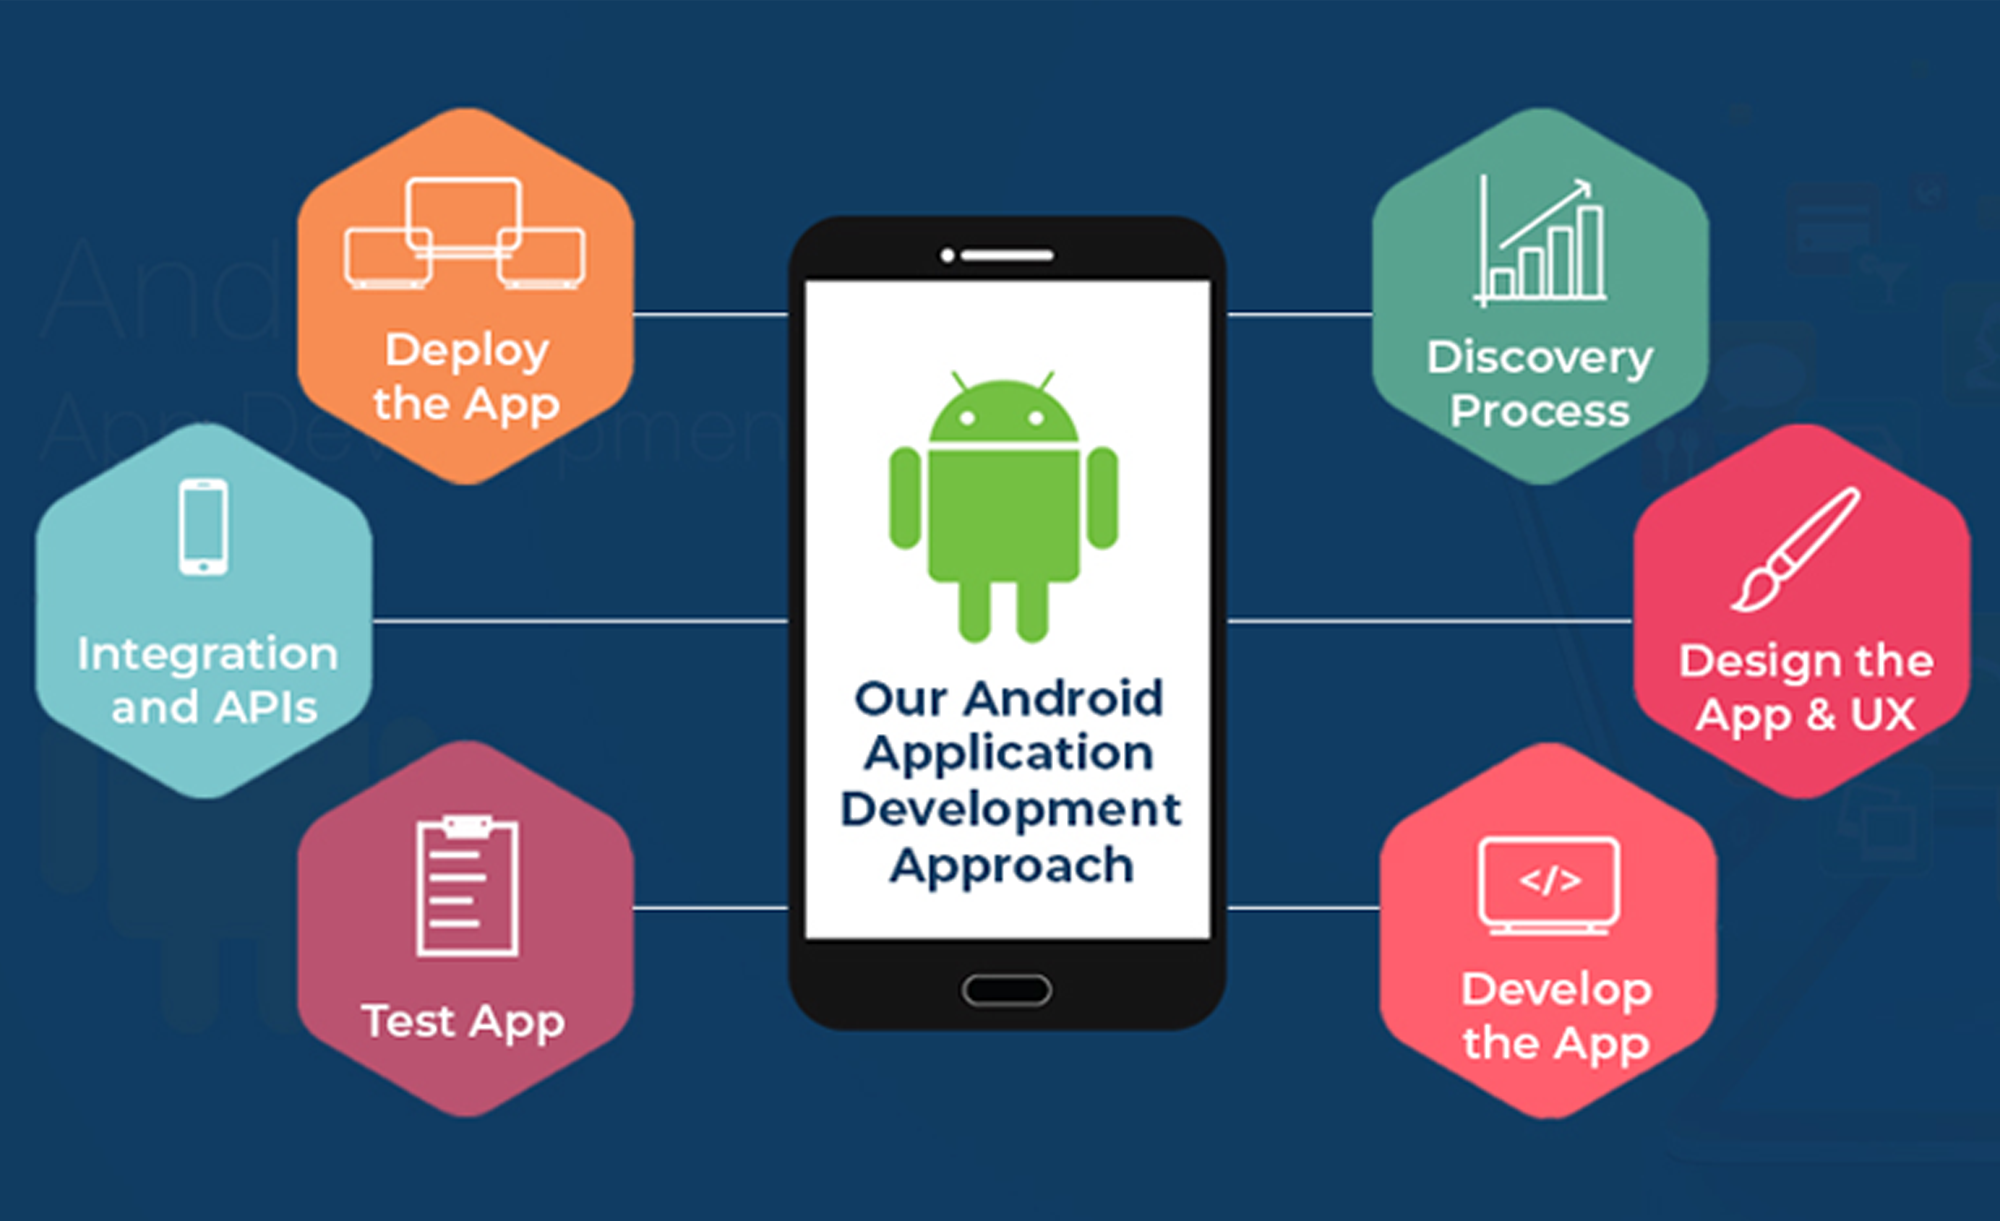 Deploy
the App
Discovery
Process
Integration
and APIs
Design the
App & UX
Test App
Develop
the App
</>
Our Android
Application
Development
Approach